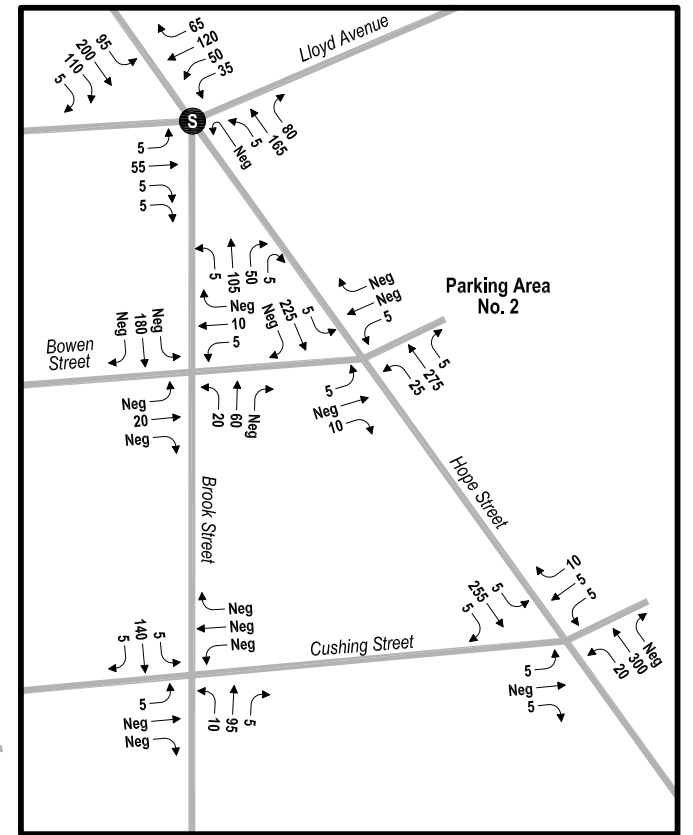 65
120
50
35
95
200
110
5
Lloyd Avenue
S
80
165
5
Neg
5
55
5
5
5
105
50
5
Neg
10
5
Neg
225
5
Neg
Neg
5
Parking Area
No. 2
5
275
25
5
Neg
10
Neg
180
Neg
Bowen
Street
Neg
20
Neg
20
60
Neg
Brook Street
Hope Street
10
5
5
5
255
5
Neg
300
20
5
Neg
5
Cushing Street
Neg
Neg
Neg
5
140
5
5
Neg
Neg
10
95
5